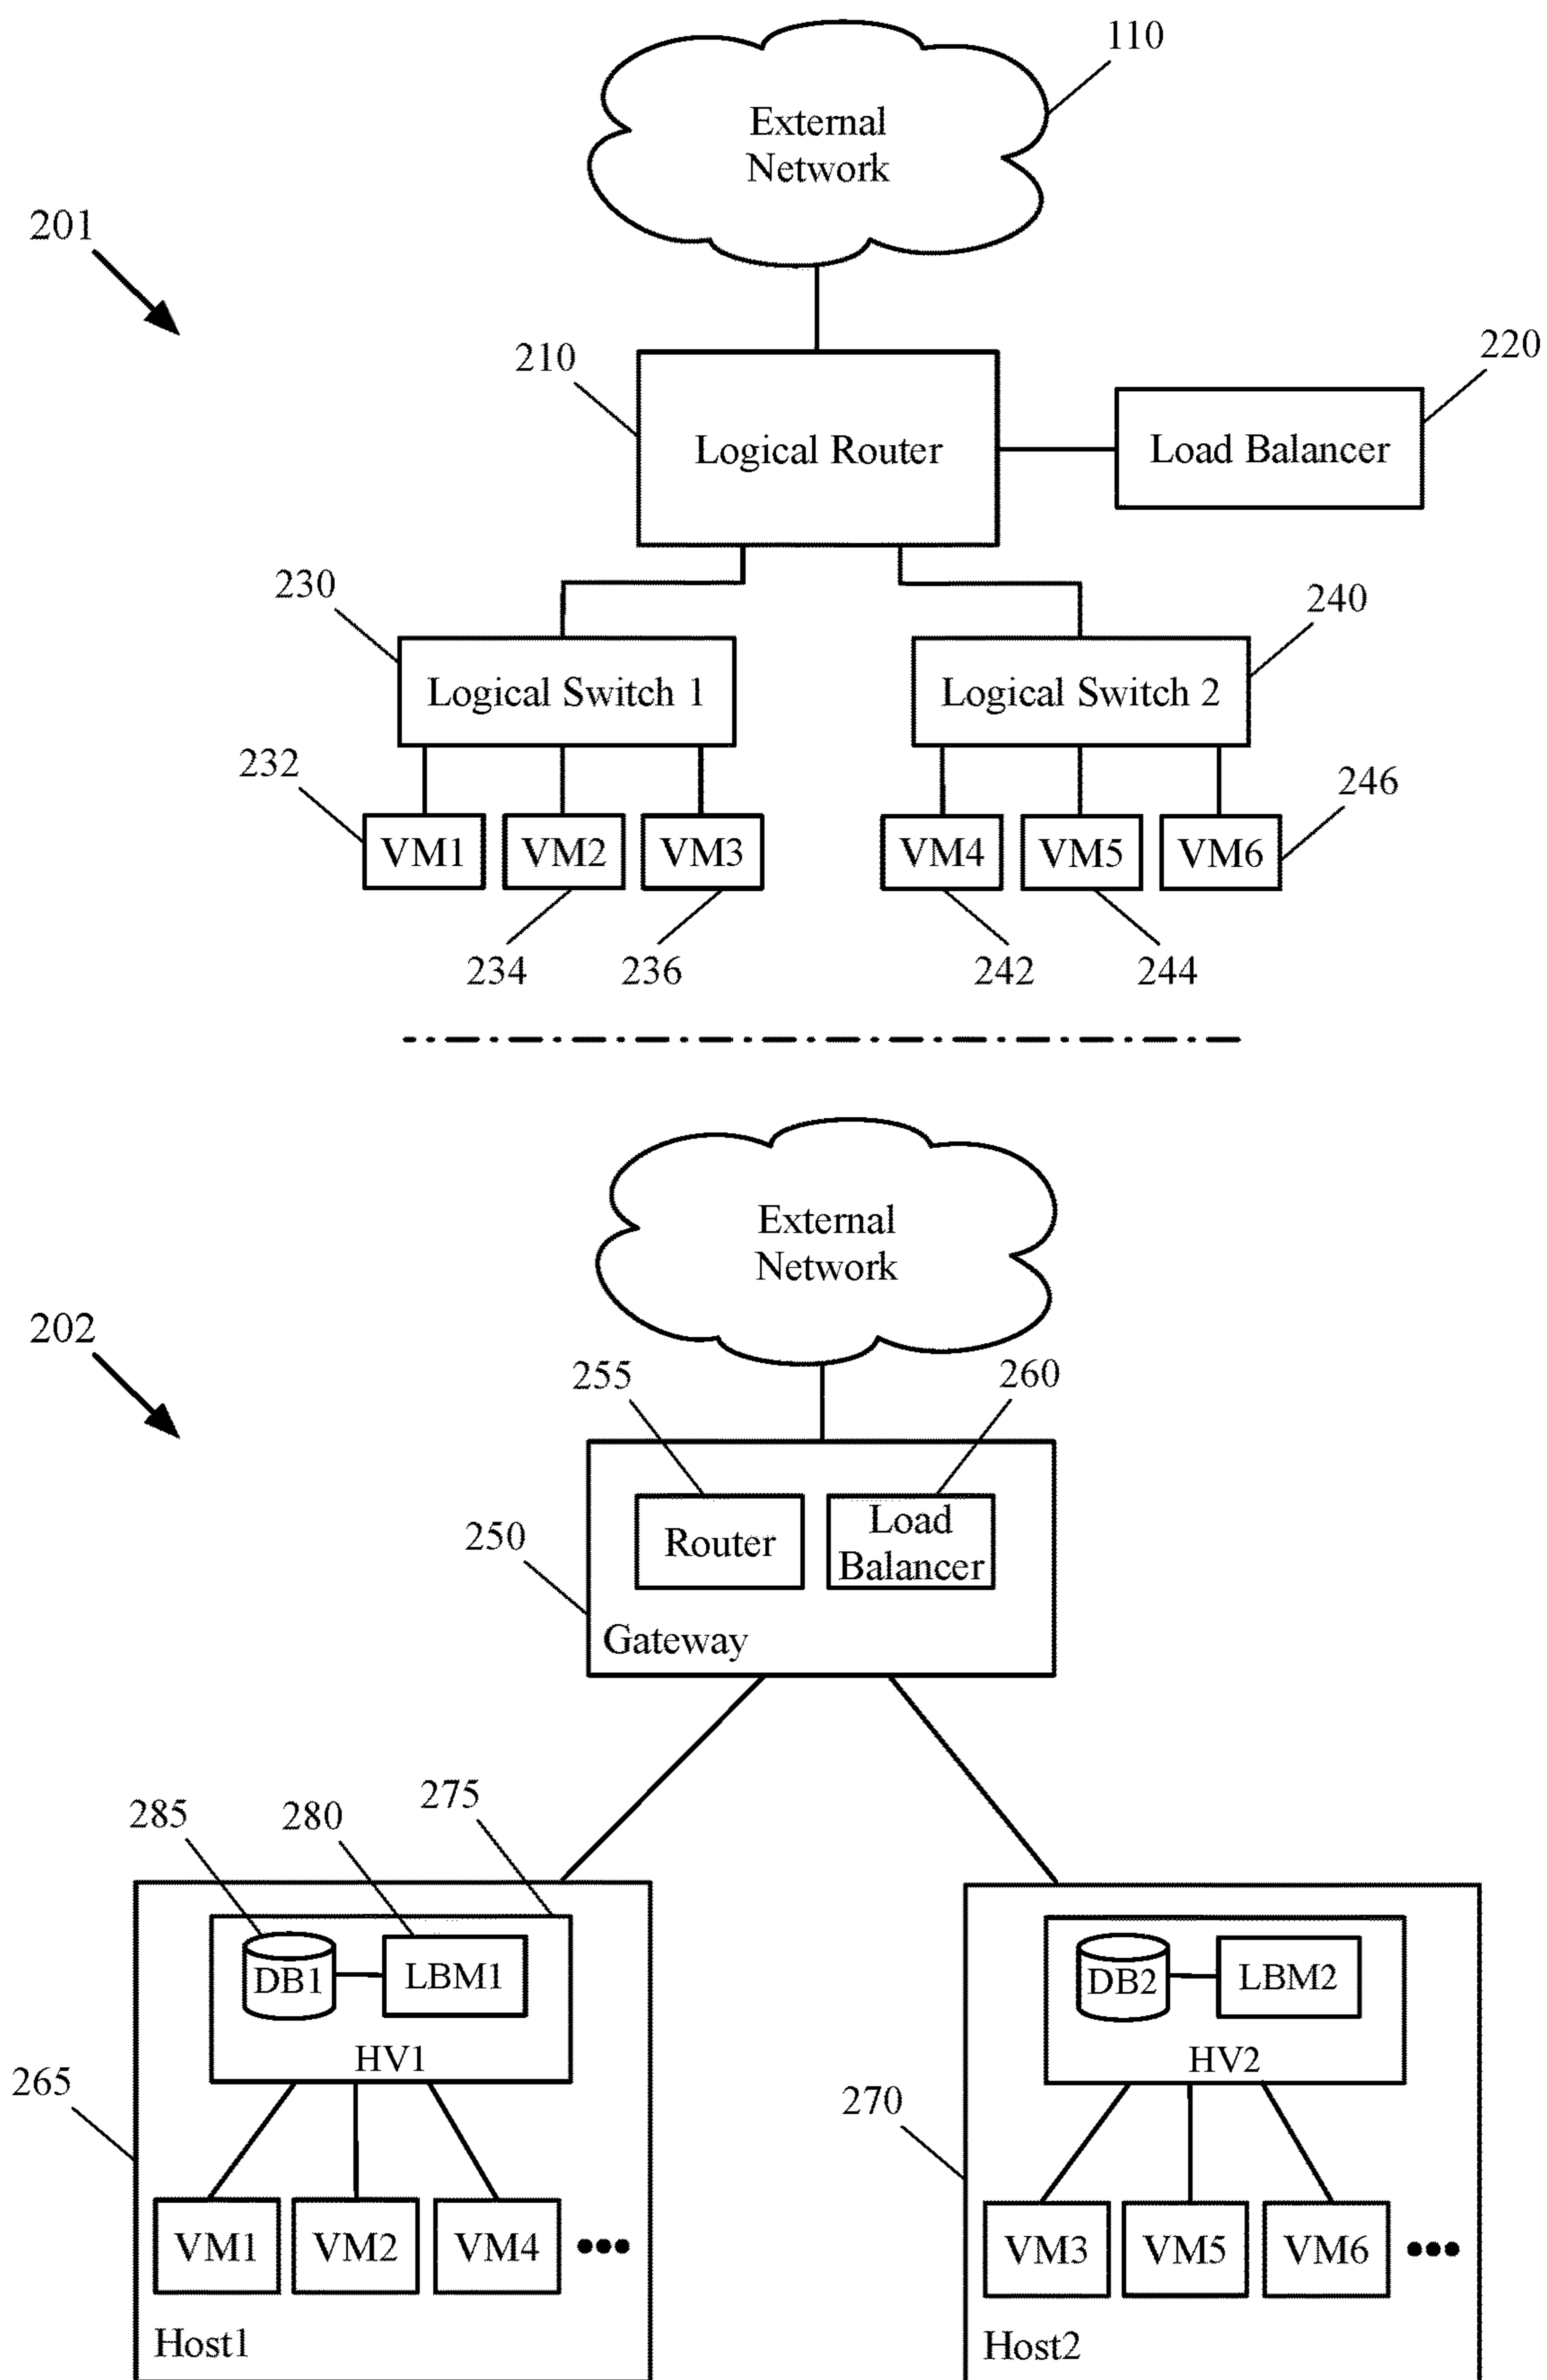 110
External
Network
201
210
220
Logical Router
Load Balancer
230
240
Logical Switch 1
Logical Switch 2
232
246
VM1
VM2
VM3
VM4
VM5
VM6
234
236
242
244
External
Network
202
255
260
250
Router
Load
Balancer
Gateway
285
280
275
DB1
LBM1
DB2
LBM2
HV1
HV2
265
270
VM1
VM2
VM4
•••
VM3
VM5
VM6
•••
Host1
Host2